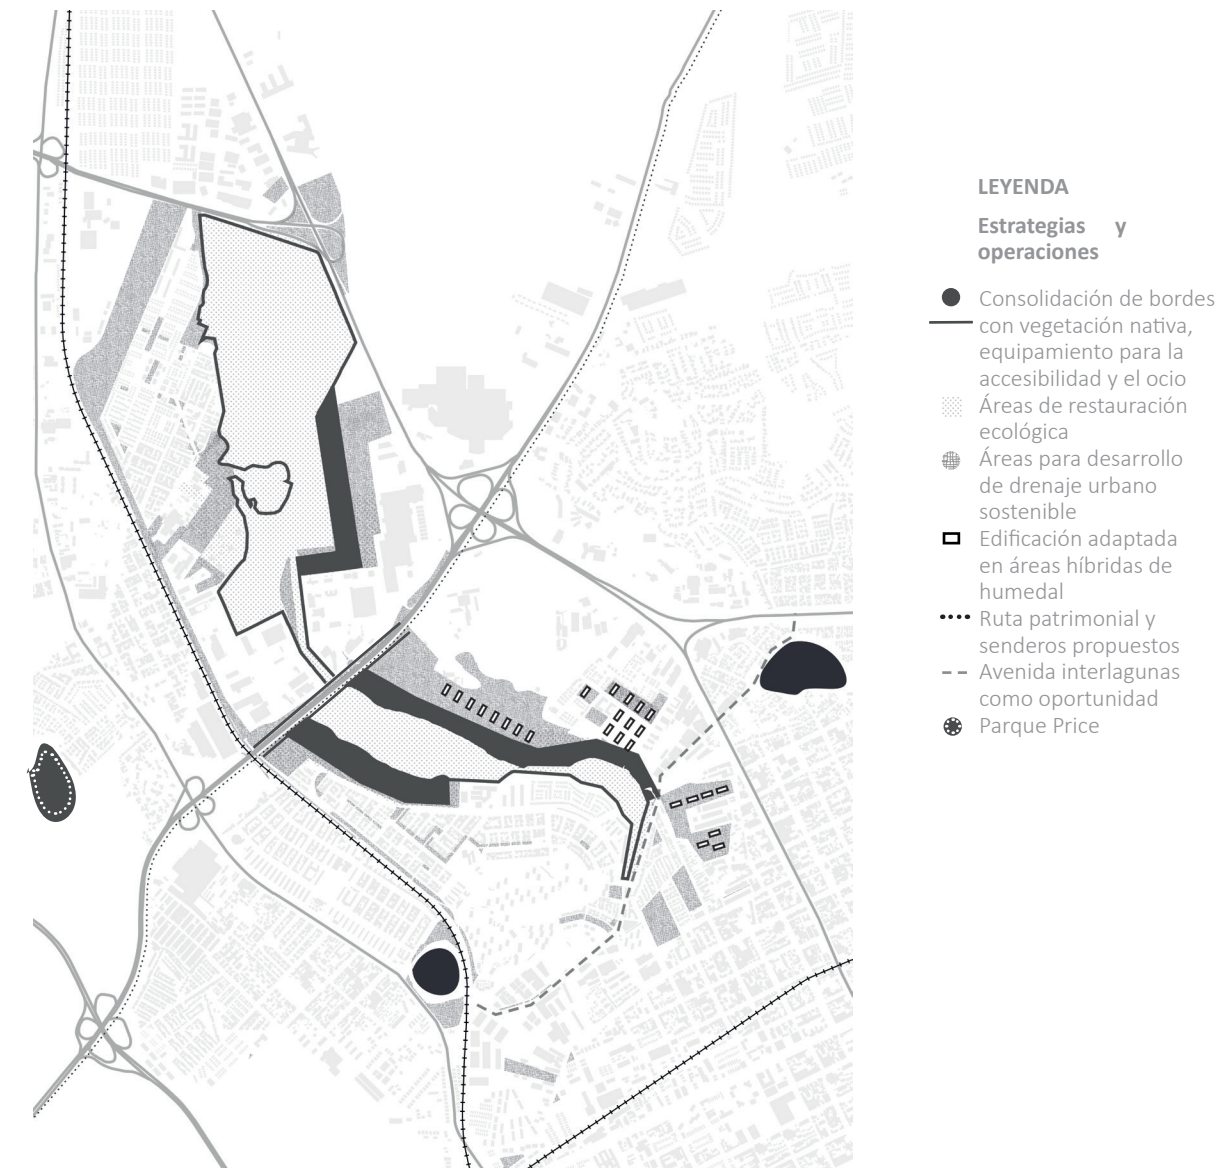 LEYENDA
Estrategias y
operaciones
Consolidación de bordes
con vegetación nativa,
equipamiento para la
accesibilidad y el ocio
Áreas de restauración
ecológica
Áreas para desarrollo
de drenaje urbano
sostenible
Edificación adaptada
en áreas híbridas de
humedal
Ruta patrimonial y
senderos propuestos
Avenida interlagunas
como oportunidad
Parque Price